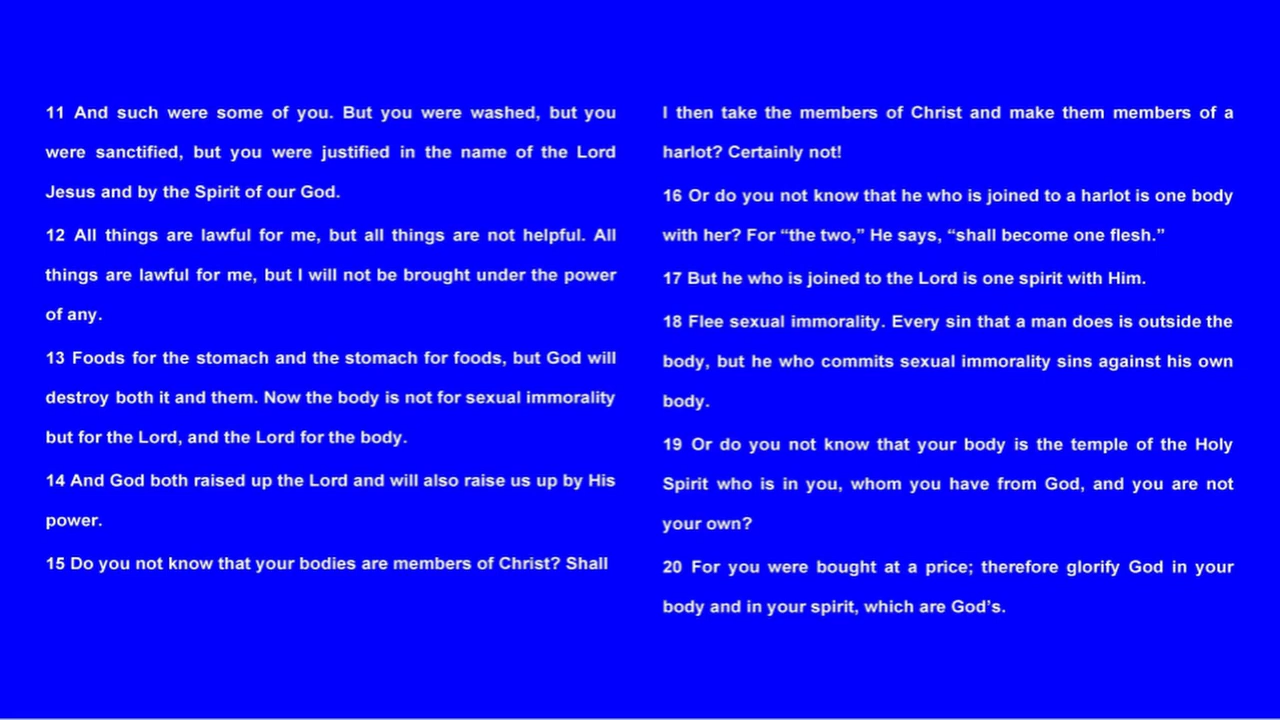 11 And such were some of you. But you were washed, but you
were sanctified, but you were justified in the name of the Lord
Jesus and by the Spirit of our God.
12 All things are lawful for me, but all things are not helpful. All
things are lawful for me, but I will not be brought under the power
of any.
13 Foods for the stomach and the stomach for foods, but God will
destroy both it and them. Now the body is not for sexual immorality
but for the Lord, and the Lord for the body.
14 And God both raised up the Lord and will also raise us up by His
power.
15 Do you not know that your bodies are members of Christ? Shall
I then take the members of Christ and make them members of a
harlot? Certainly not!
16 Or do you not know that he who is joined to a harlot is one body
with her? For “the two,” He says, “shall become one flesh.”
17 But he who is joined to the Lord is one spirit with Him.
18 Flee sexual immorality. Every sin that a man does is outside the
body, but he who commits sexual immorality sins against his own
body.
19 Or do you not know that your body is the temple of the Holy
Spirit who is in you, whom you have from God, and you are not
your own?
20 For you were bought at a price; therefore glorify God in your
body and in your spirit, which are God’s.